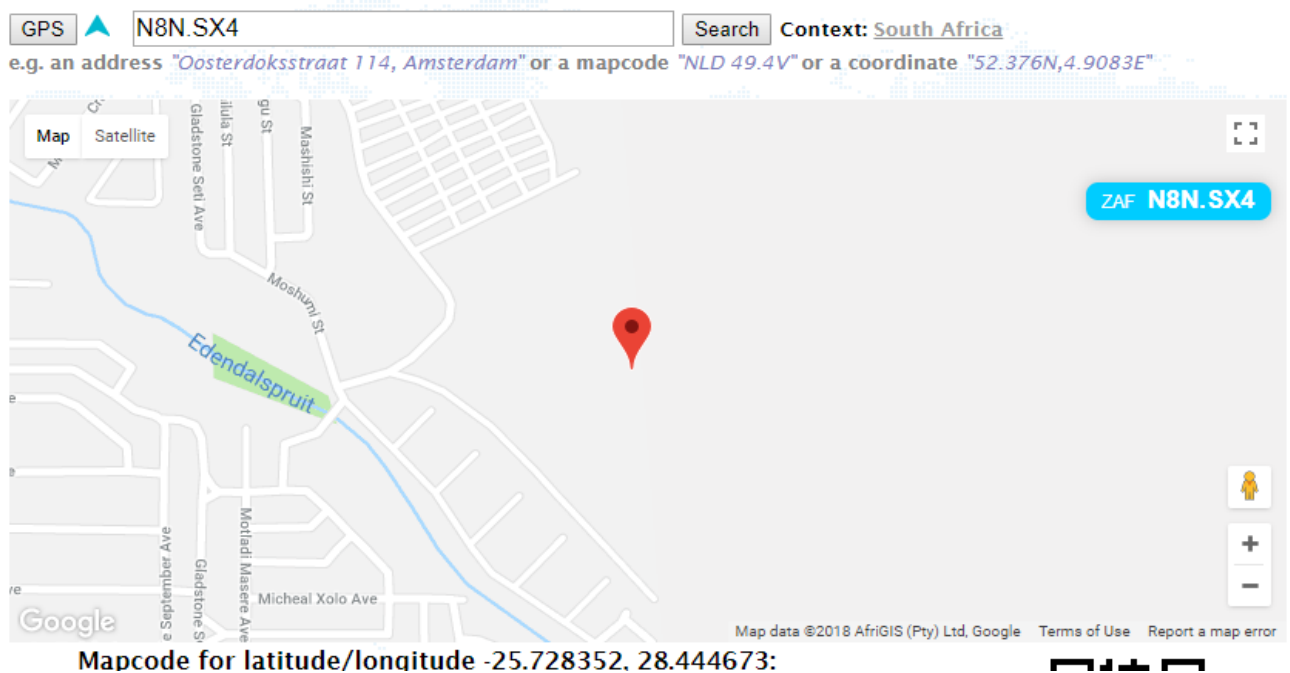 GPS N8N.SX4 Search Context: South Africa
e.g. an address "Oosterdoksstraat 114, Amsterdam" or a mapcode "NLD 49.4V" or a coordinate "52.376N,4.9083E"
Map Satellite
Gladstone Seti Ave
Mashishi St
ZAF N8N.SX4
Moshumi St
Edendalspruit
e September Ave
Gladstone S
Motladi Masere Ave
Micheal Xolo Ave
Google
Map data ©2018 AfriGIS (Pty) Ltd, Google Terms of Use Report a map error
Mapcode for latitude/longitude -25.728352, 28.444673: